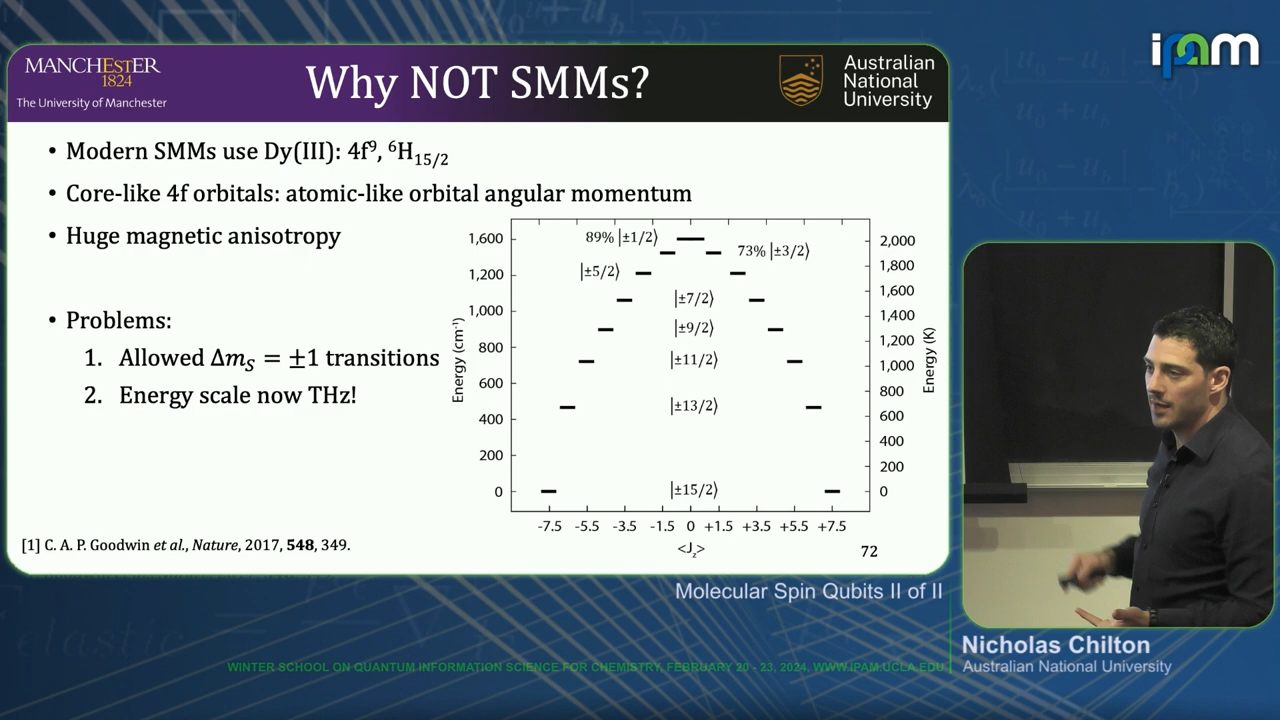 MANCHESTER
1824
The University of Manchester
Why NOT SMMs?
Australian
National
University
ipam
• Modern SMMs use Dy(III): 4f⁹, ⁶H₁₅/₂
• Core-like 4f orbitals: atomic-like orbital angular momentum
• Huge magnetic anisotropy
• Problems:
1. Allowed Δmₛ = ±1 transitions
2. Energy scale now THz!
Energy (cm⁻¹)
1,600
1,200
1,000
800
600
400
200
0
89% |±1/2⟩
73% |±3/2⟩
|±5/2⟩
|±7/2⟩
|±9/2⟩
|±11/2⟩
|±13/2⟩
|±15/2⟩
2,000
1,800
1,600
1,400
1,200
1,000
800
600
400
200
0
Energy (K)
-7.5 -5.5 -3.5 -1.5 0 +1.5 +3.5 +5.5 +7.5
<J_z>
[1] C. A. P. Goodwin et al., Nature, 2017, 548, 349.
72
Molecular Spin Qubits II of II
Nicholas Chilton
Australian National University
WINTER SCHOOL ON QUANTUM INFORMATION SCIENCE FOR CHEMISTRY, FEBRUARY 20 - 23, 2024, WWW.IPAM.UCLA.EDU
elastic